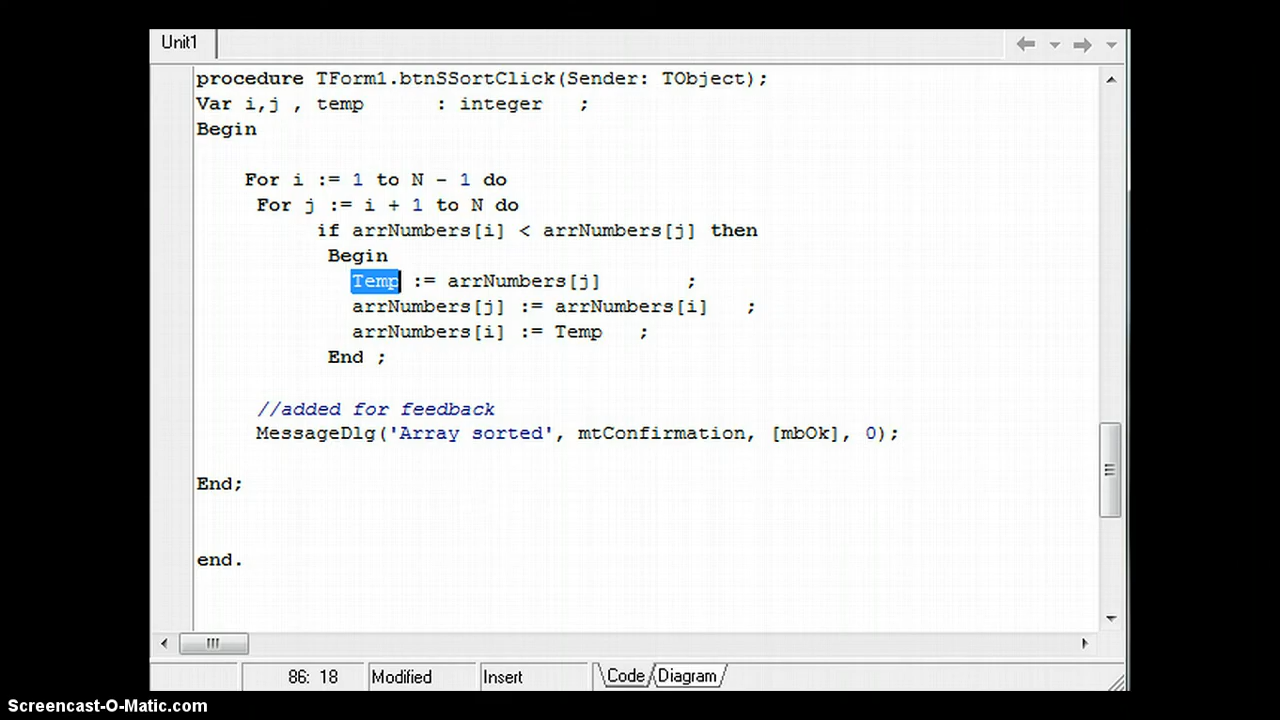 Unit1
procedure TForm1.btnSSortClick(Sender: TObject);
Var i,j , temp : integer ;
Begin
For i := 1 to N - 1 do
For j := i + 1 to N do
if arrNumbers[i] < arrNumbers[j] then
Begin
Temp := arrNumbers[j] ;
arrNumbers[j] := arrNumbers[i] ;
arrNumbers[i] := Temp ;
End ;
//added for feedback
MessageDlg('Array sorted', mtConfirmation, [mbOk], 0);
End;
end.
86: 18 Modified Insert Code Diagram
Screencast-O-Matic.com